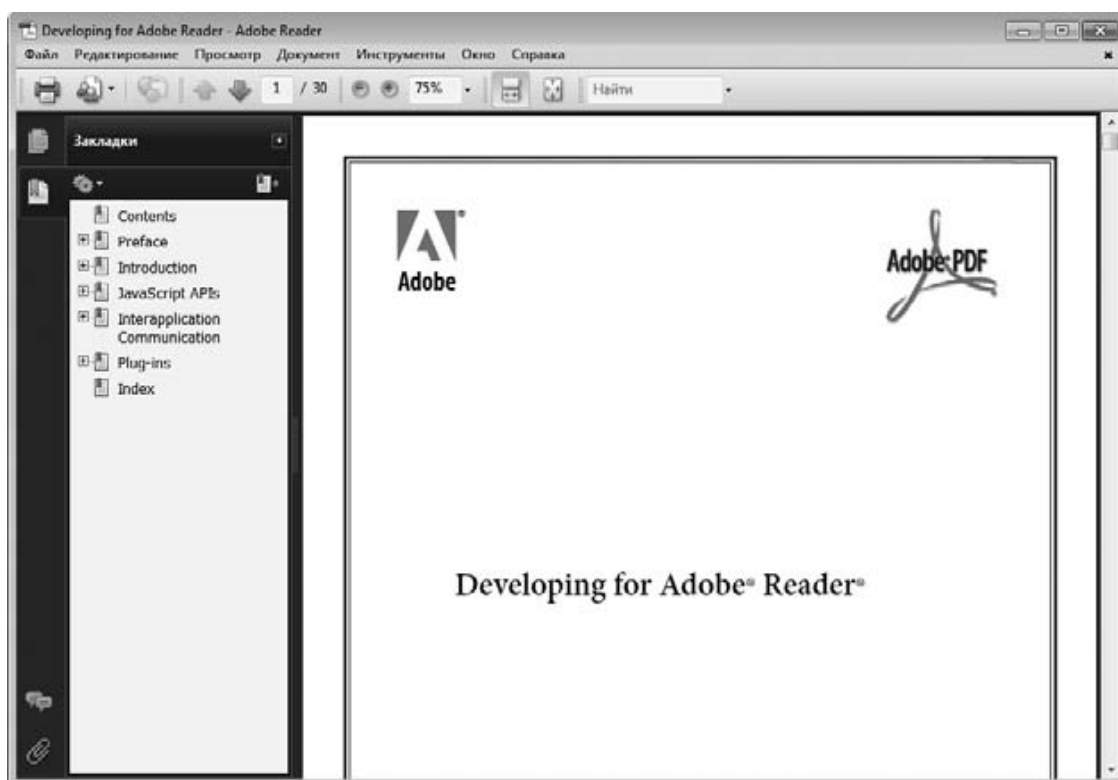 Developing for Adobe Reader - Adobe Reader
Файл Редактирование Просмотр Документ Инструменты Окно Справка
1 / 30 75% Найти
Закладки
Contents
Preface
Introduction
JavaScript APIs
Interapplication
Communication
Plug-ins
Index
Adobe
Adobe PDF
Developing for Adobe® Reader®